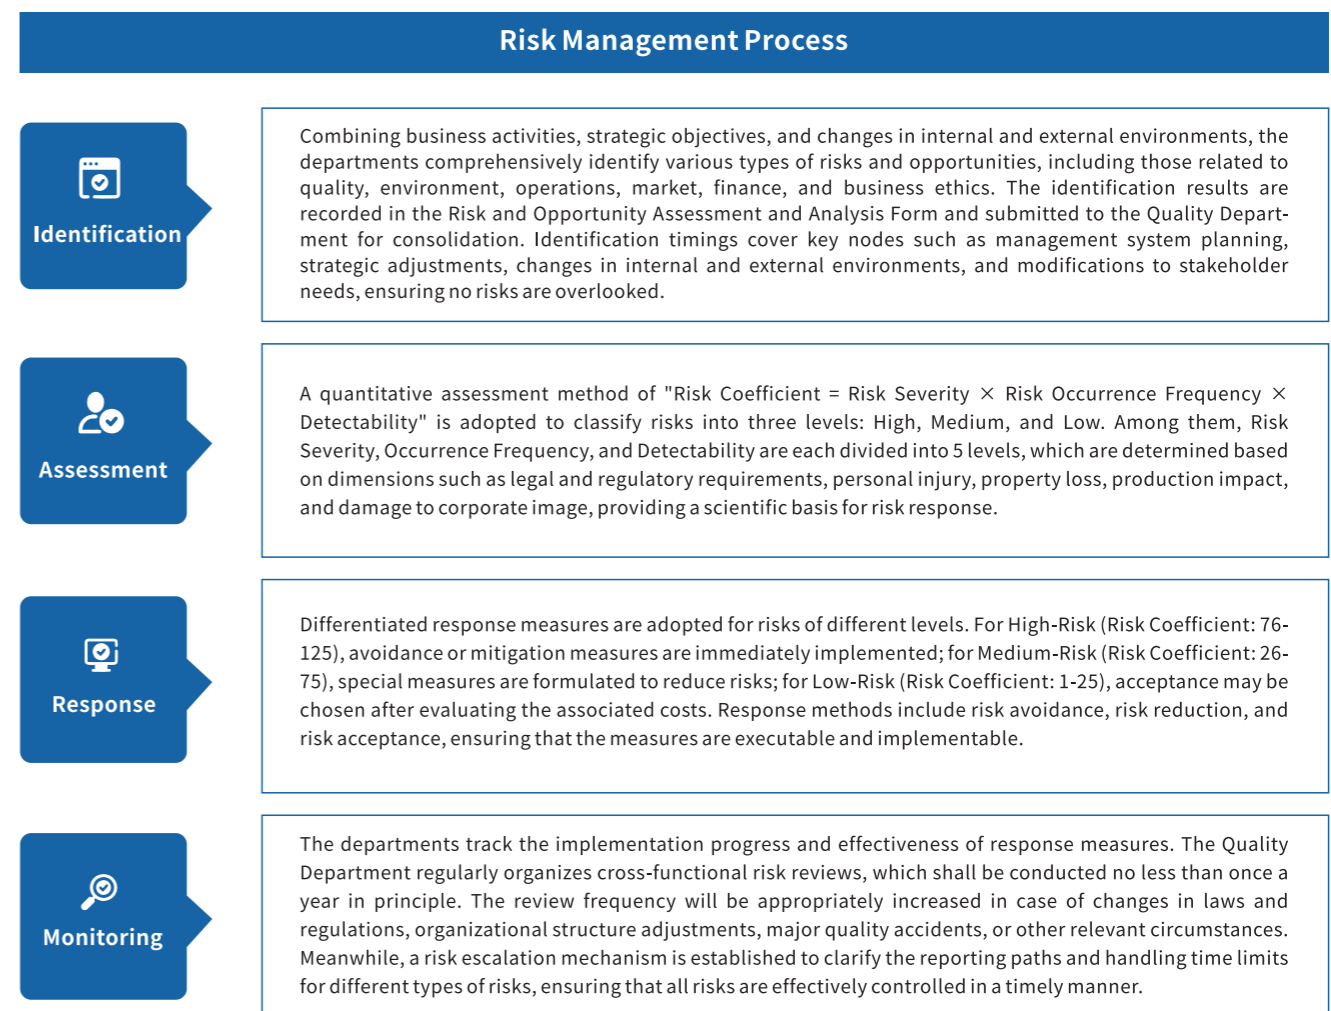 Risk Management Process
Identification
Combining business activities, strategic objectives, and changes in internal and external environments, the
departments comprehensively identify various types of risks and opportunities, including those related to
quality, environment, operations, market, finance, and business ethics. The identification results are
recorded in the Risk and Opportunity Assessment and Analysis Form and submitted to the Quality Depart-
ment for consolidation. Identification timings cover key nodes such as management system planning,
strategic adjustments, changes in internal and external environments, and modifications to stakeholder
needs, ensuring no risks are overlooked.
Assessment
A quantitative assessment method of "Risk Coefficient = Risk Severity × Risk Occurrence Frequency ×
Detectability" is adopted to classify risks into three levels: High, Medium, and Low. Among them, Risk
Severity, Occurrence Frequency, and Detectability are each divided into 5 levels, which are determined based
on dimensions such as legal and regulatory requirements, personal injury, property loss, production impact,
and damage to corporate image, providing a scientific basis for risk response.
Response
Differentiated response measures are adopted for risks of different levels. For High-Risk (Risk Coefficient: 76-
125), avoidance or mitigation measures are immediately implemented; for Medium-Risk (Risk Coefficient: 26-
75), special measures are formulated to reduce risks; for Low-Risk (Risk Coefficient: 1-25), acceptance may be
chosen after evaluating the associated costs. Response methods include risk avoidance, risk reduction, and
risk acceptance, ensuring that the measures are executable and implementable.
Monitoring
The departments track the implementation progress and effectiveness of response measures. The Quality
Department regularly organizes cross-functional risk reviews, which shall be conducted no less than once a
year in principle. The review frequency will be appropriately increased in case of changes in laws and
regulations, organizational structure adjustments, major quality accidents, or other relevant circumstances.
Meanwhile, a risk escalation mechanism is established to clarify the reporting paths and handling time limits
for different types of risks, ensuring that all risks are effectively controlled in a timely manner.